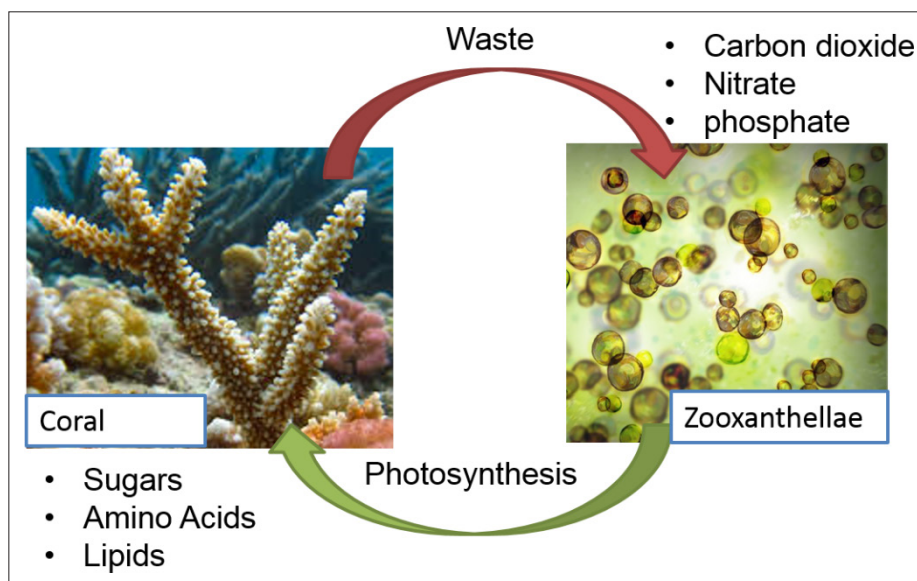 Waste
• Carbon dioxide
• Nitrate
• phosphate
Coral
Zooxanthellae
Photosynthesis
• Sugars
• Amino Acids
• Lipids